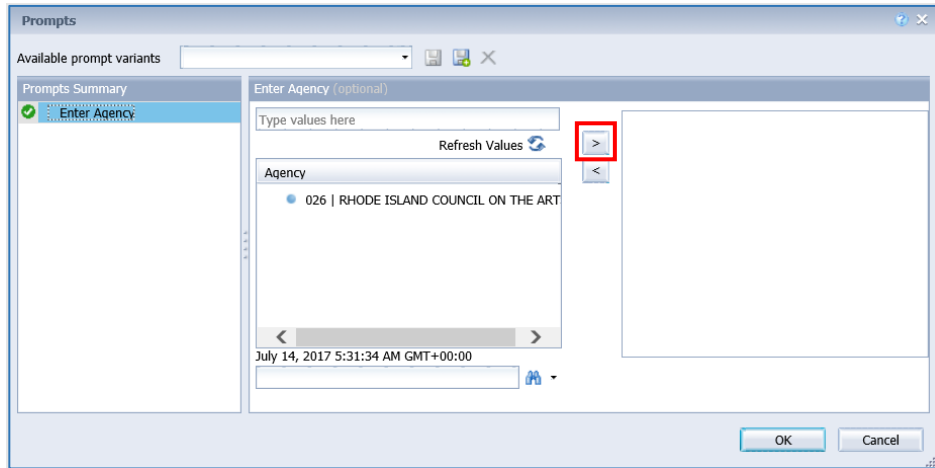 Prompts
Available prompt variants
Prompts Summary
Enter Agency
Enter Agency (optional)
Type values here
Refresh Values
>
<
Agency
026 | RHODE ISLAND COUNCIL ON THE ART
July 14, 2017 5:31:34 AM GMT+00:00
OK Cancel